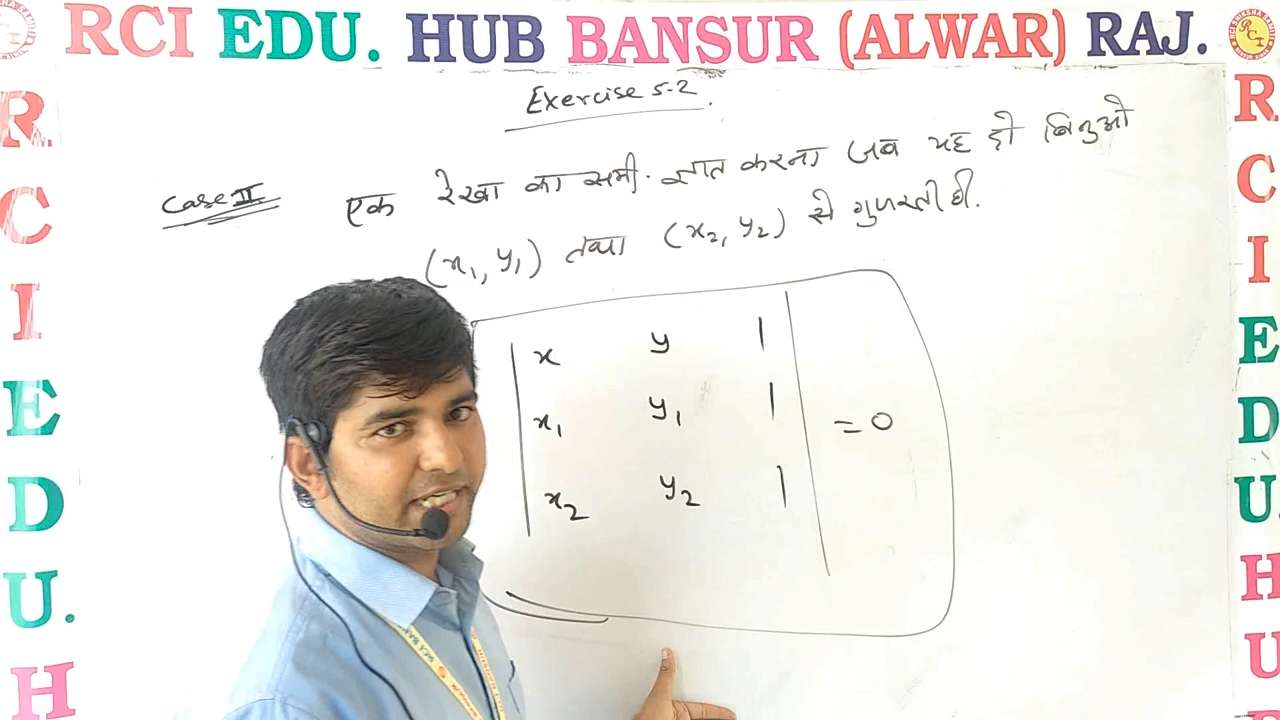 RCI EDU. HUB BANSUR (ALWAR) RAJ.
Exercise 5.2
Case II एक रेखा का समी. ज्ञात करना जब यह दो बिन्दुओ
(x₁, y₁) तथा (x₂, y₂) से गुजरती हो.
x y 1
x₁ y₁ 1 = 0
x₂ y₂ 1
R
C
I
E
D
U.
H
R
C
I
E
D
U.
H
U